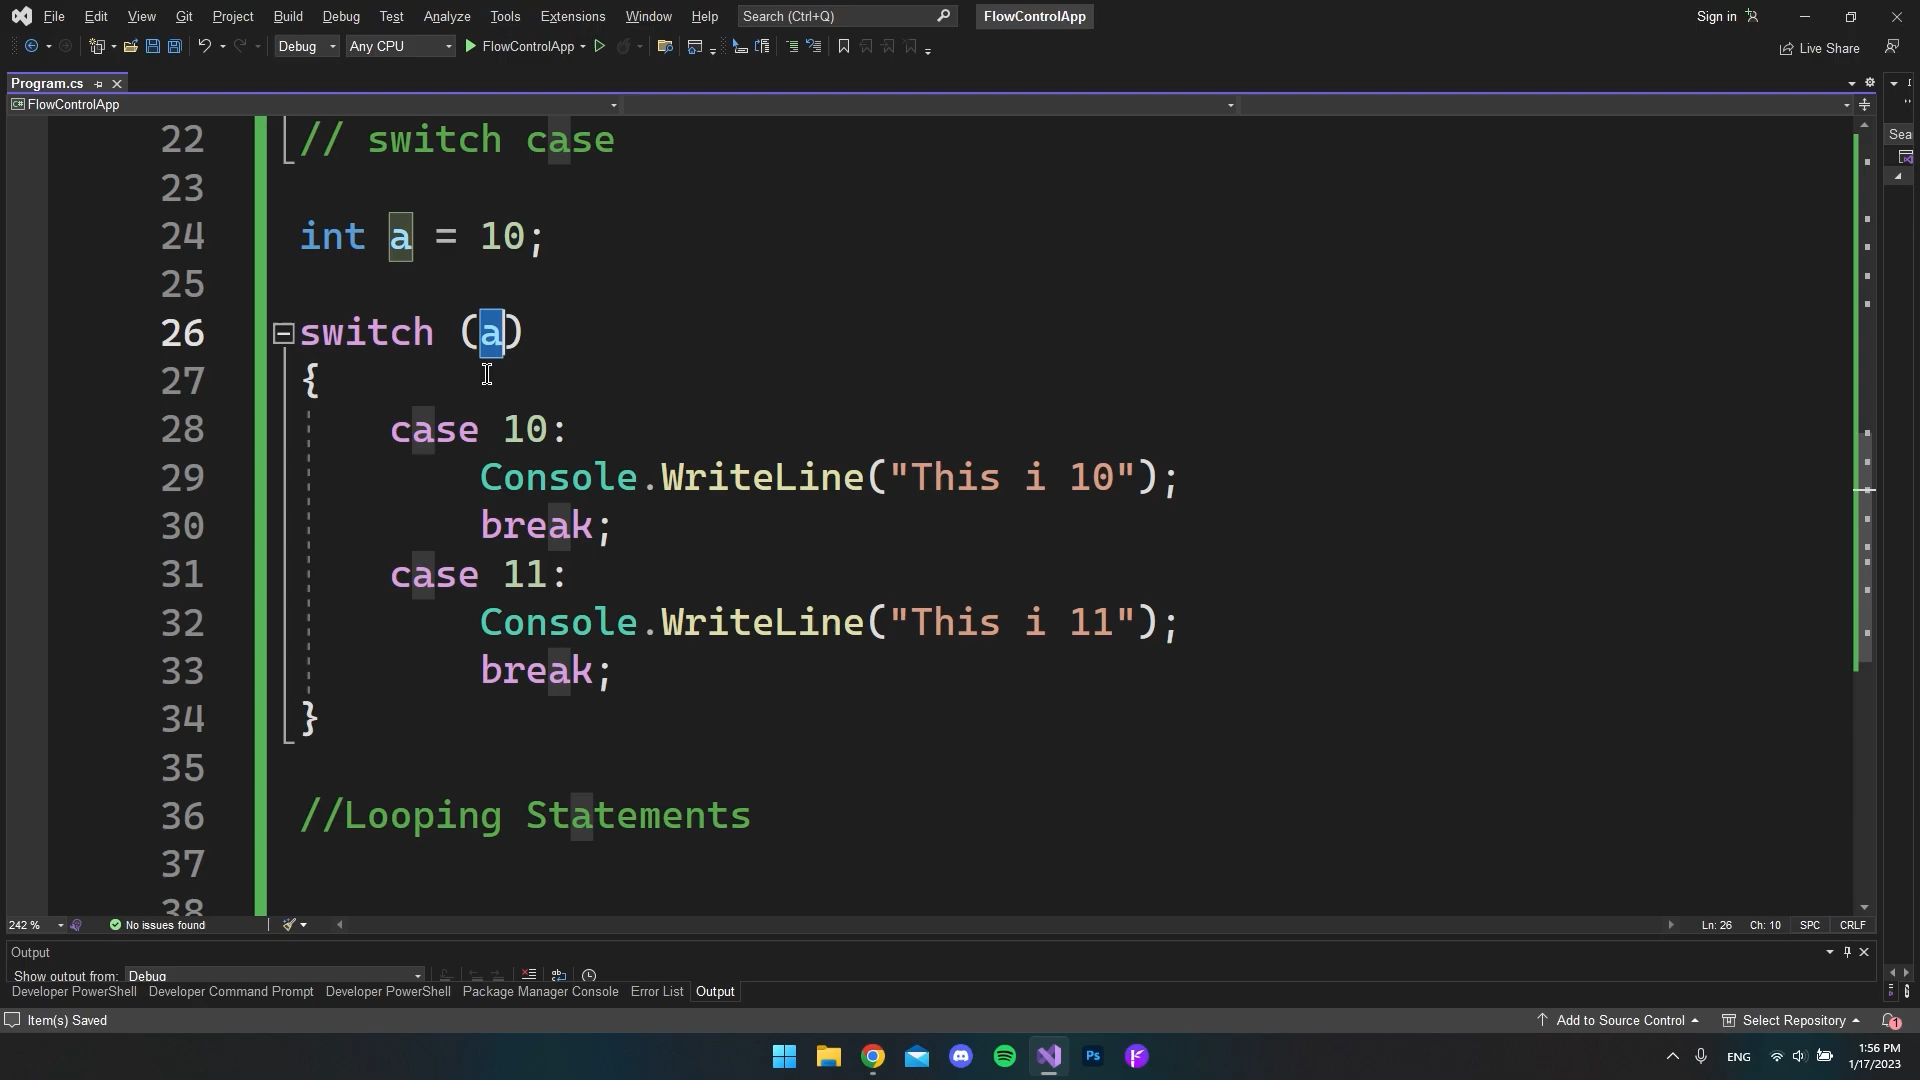 File Edit View Git Project Build Debug Test Analyze Tools Extensions Window Help Search (Ctrl+Q) FlowControlApp Sign in
Debug Any CPU FlowControlApp Live Share
Program.cs
C# FlowControlApp
Sea
22 // switch case
23
24 int a = 10;
25
26 switch (a)
27 {
28 case 10:
29 Console.WriteLine("This i 10");
30 break;
31 case 11:
32 Console.WriteLine("This i 11");
33 break;
34 }
35
36 //Looping Statements
37
38
242 % No issues found Ln: 26 Ch: 10 SPC CRLF
Output
Show output from: Debug
Developer PowerShell Developer Command Prompt Developer PowerShell Package Manager Console Error List Output
Item(s) Saved Add to Source Control Select Repository 1
Ps ENG 1:56 PM
1/17/2023